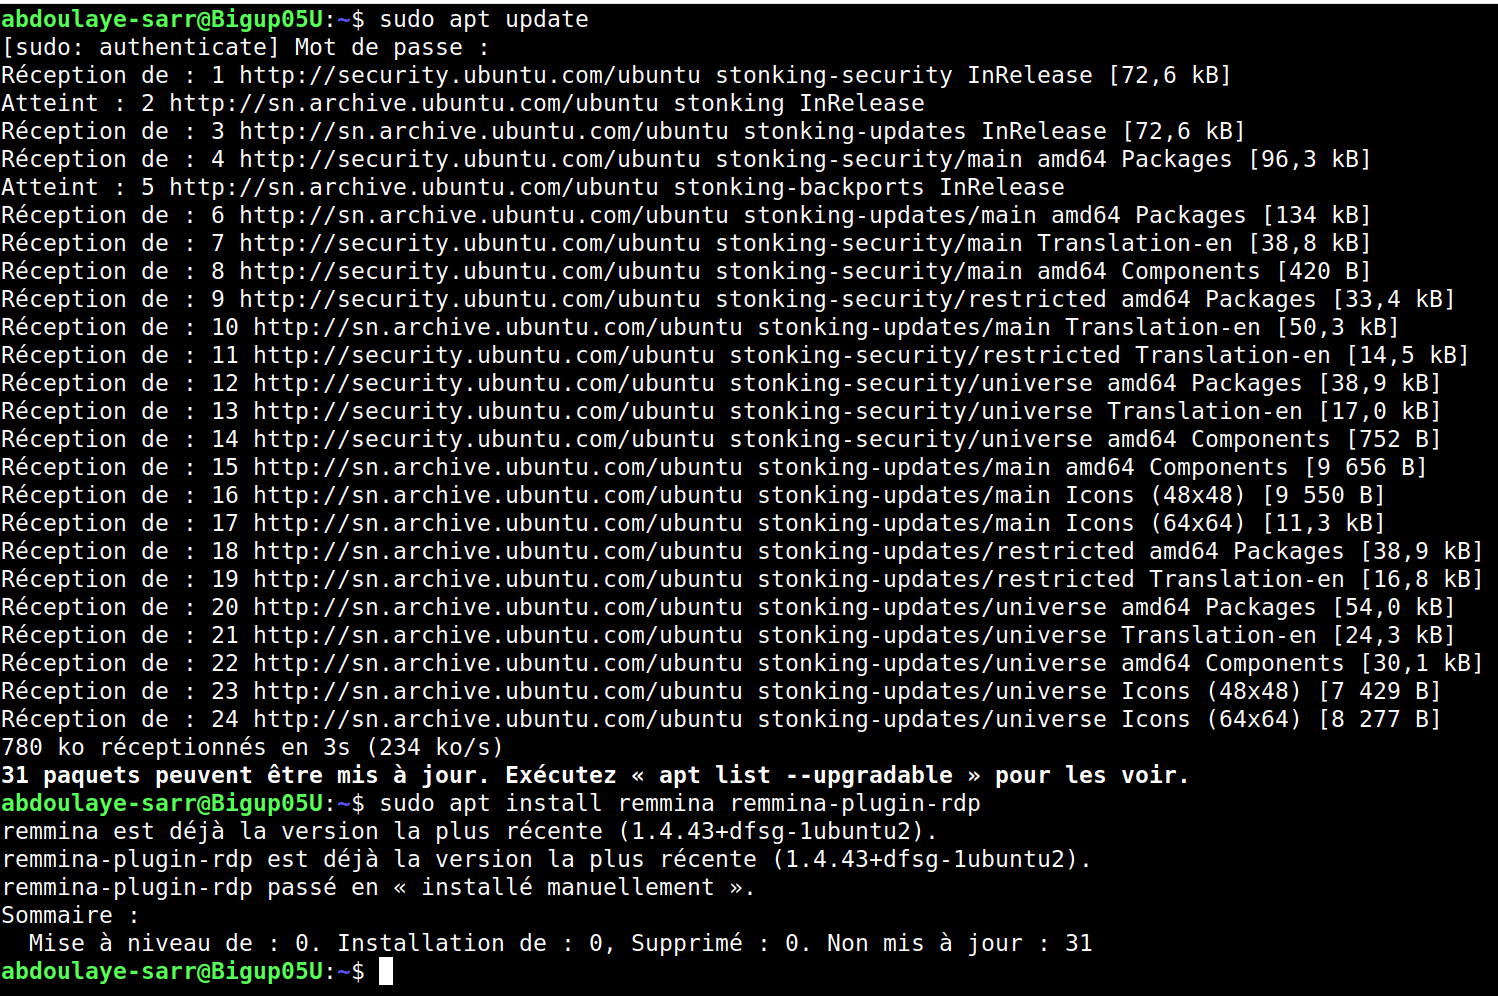 abdoulaye-sarr@Bigup05U:~$ sudo apt update
[sudo: authenticate] Mot de passe :
Réception de : 1 http://security.ubuntu.com/ubuntu stonking-security InRelease [72,6 kB]
Atteint : 2 http://sn.archive.ubuntu.com/ubuntu stonking InRelease
Réception de : 3 http://sn.archive.ubuntu.com/ubuntu stonking-updates InRelease [72,6 kB]
Réception de : 4 http://security.ubuntu.com/ubuntu stonking-security/main amd64 Packages [96,3 kB]
Atteint : 5 http://sn.archive.ubuntu.com/ubuntu stonking-backports InRelease
Réception de : 6 http://sn.archive.ubuntu.com/ubuntu stonking-updates/main amd64 Packages [134 kB]
Réception de : 7 http://security.ubuntu.com/ubuntu stonking-security/main Translation-en [38,8 kB]
Réception de : 8 http://security.ubuntu.com/ubuntu stonking-security/main amd64 Components [420 B]
Réception de : 9 http://security.ubuntu.com/ubuntu stonking-security/restricted amd64 Packages [33,4 kB]
Réception de : 10 http://sn.archive.ubuntu.com/ubuntu stonking-updates/main Translation-en [50,3 kB]
Réception de : 11 http://security.ubuntu.com/ubuntu stonking-security/restricted Translation-en [14,5 kB]
Réception de : 12 http://security.ubuntu.com/ubuntu stonking-security/universe amd64 Packages [38,9 kB]
Réception de : 13 http://security.ubuntu.com/ubuntu stonking-security/universe Translation-en [17,0 kB]
Réception de : 14 http://security.ubuntu.com/ubuntu stonking-security/universe amd64 Components [752 B]
Réception de : 15 http://sn.archive.ubuntu.com/ubuntu stonking-updates/main amd64 Components [9 656 B]
Réception de : 16 http://sn.archive.ubuntu.com/ubuntu stonking-updates/main Icons (48x48) [9 550 B]
Réception de : 17 http://sn.archive.ubuntu.com/ubuntu stonking-updates/main Icons (64x64) [11,3 kB]
Réception de : 18 http://sn.archive.ubuntu.com/ubuntu stonking-updates/restricted amd64 Packages [38,9 kB]
Réception de : 19 http://sn.archive.ubuntu.com/ubuntu stonking-updates/restricted Translation-en [16,8 kB]
Réception de : 20 http://sn.archive.ubuntu.com/ubuntu stonking-updates/universe amd64 Packages [54,0 kB]
Réception de : 21 http://sn.archive.ubuntu.com/ubuntu stonking-updates/universe Translation-en [24,3 kB]
Réception de : 22 http://sn.archive.ubuntu.com/ubuntu stonking-updates/universe amd64 Components [30,1 kB]
Réception de : 23 http://sn.archive.ubuntu.com/ubuntu stonking-updates/universe Icons (48x48) [7 429 B]
Réception de : 24 http://sn.archive.ubuntu.com/ubuntu stonking-updates/universe Icons (64x64) [8 277 B]
780 ko réceptionnés en 3s (234 ko/s)
31 paquets peuvent être mis à jour. Exécutez « apt list --upgradable » pour les voir.
abdoulaye-sarr@Bigup05U:~$ sudo apt install remmina remmina-plugin-rdp
remmina est déjà la version la plus récente (1.4.43+dfsg-1ubuntu2).
remmina-plugin-rdp est déjà la version la plus récente (1.4.43+dfsg-1ubuntu2).
remmina-plugin-rdp passé en « installé manuellement ».
Sommaire :
  Mise à niveau de : 0. Installation de : 0, Supprimé : 0. Non mis à jour : 31
abdoulaye-sarr@Bigup05U:~$